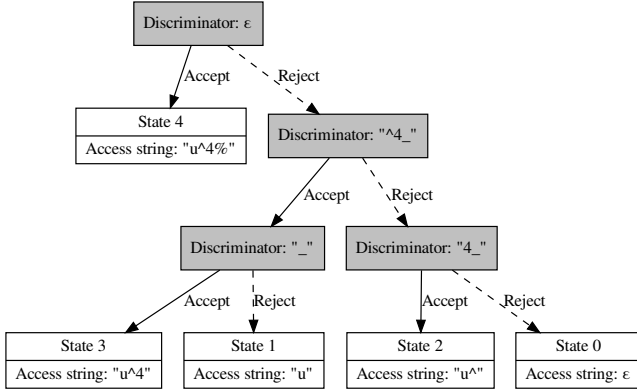 Discriminator: ε
Accept
Reject
State 4
Access string: "u^4%"
Discriminator: "^4_"
Accept
Reject
Discriminator: "_"
Discriminator: "4_"
Accept
Reject
Accept
Reject
State 3
Access string: "u^4"
State 1
Access string: "u"
State 2
Access string: "u^"
State 0
Access string: ε